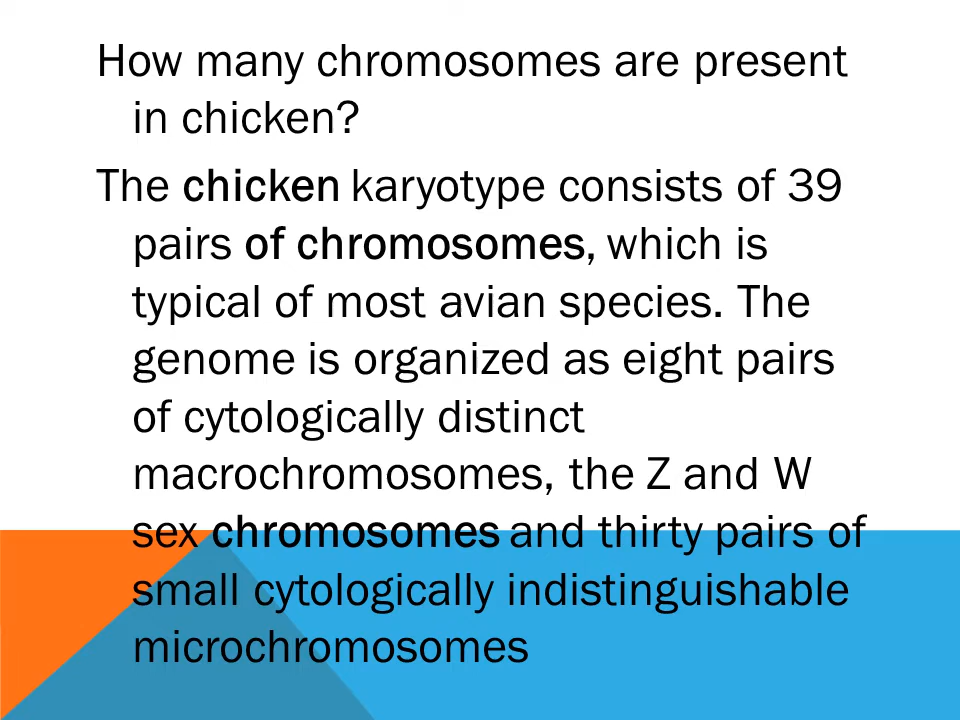 How many chromosomes are present
in chicken?
The chicken karyotype consists of 39
pairs of chromosomes, which is
typical of most avian species. The
genome is organized as eight pairs
of cytologically distinct
macrochromosomes, the Z and W
sex chromosomes and thirty pairs of
small cytologically indistinguishable
microchromosomes